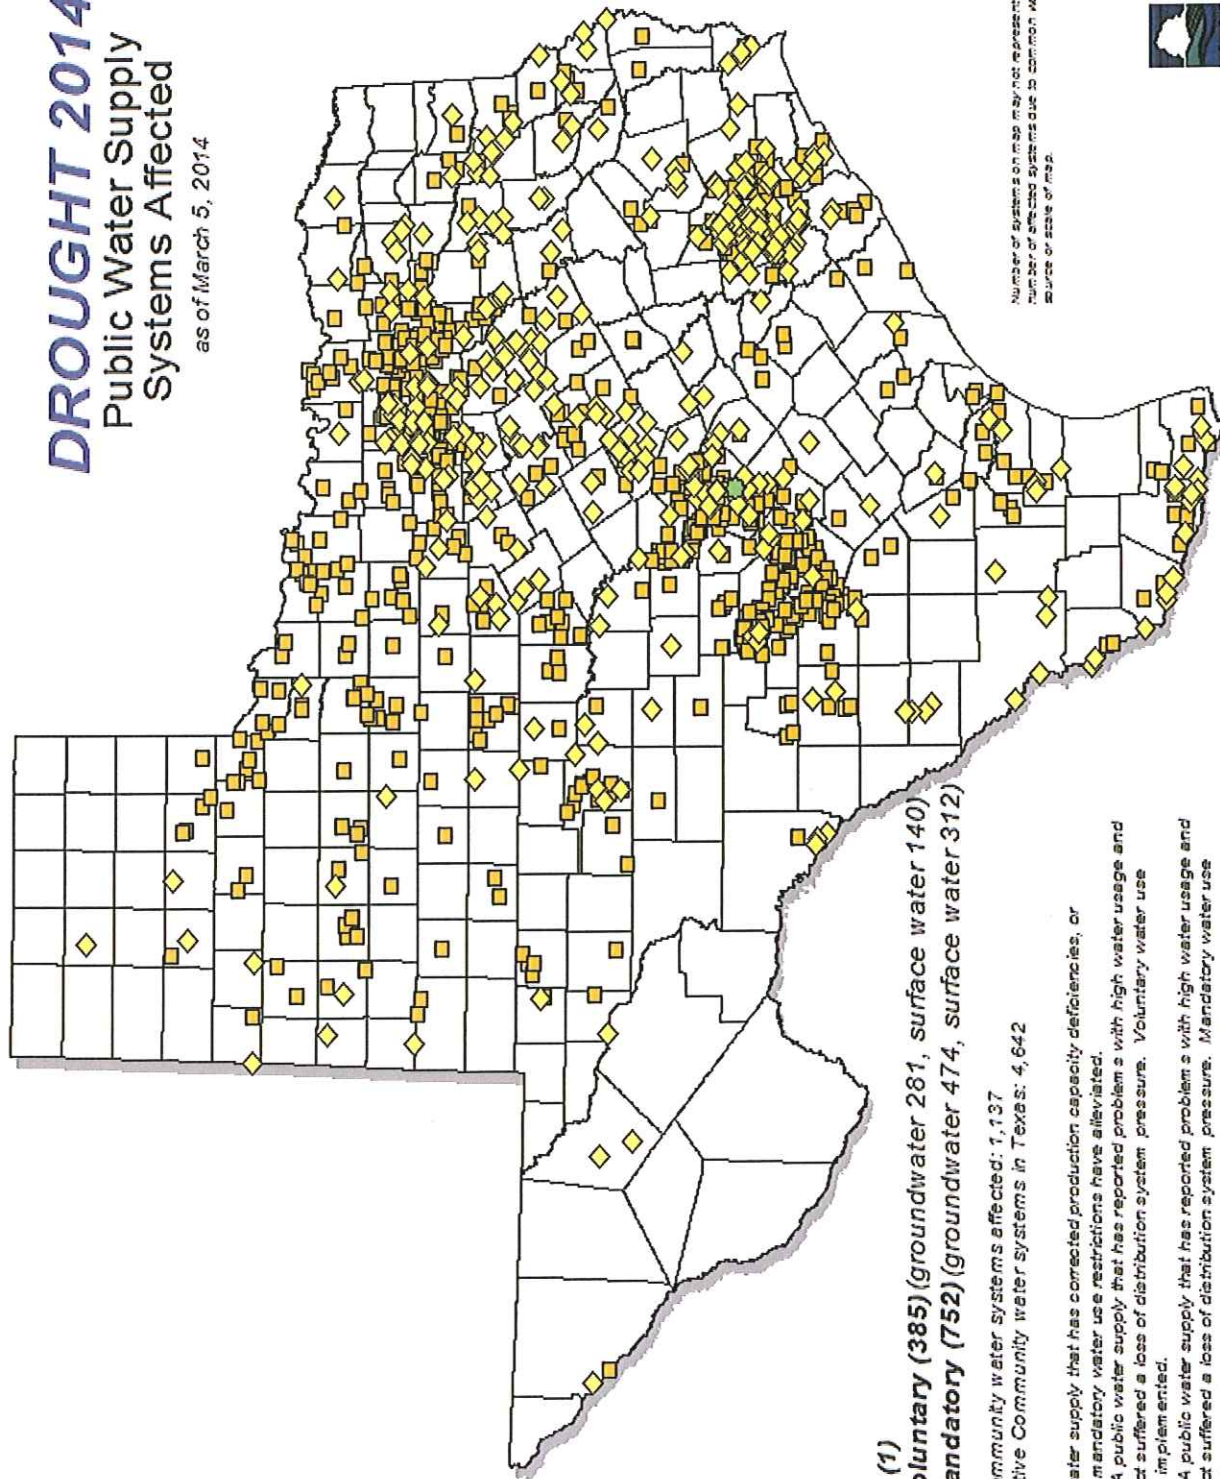 DROUGHT 2014
Public Water Supply
Systems Affected
as of March 5, 2014
(1)
oluntary (385) (groundwater 281, surface water 140)
andatory (752) (groundwater 474, surface water 312)
mmunity water systems affected: 1,137
tive Community water systems in Texas: 4,642
ater supply that has corrected production capacity deficiencies, or
mandatory water use restrictions have alleviated.
A public water supply that has reported problems with high water usage and
ot suffered a loss of distribution system pressure. Voluntary water use
implemented.
A public water supply that has reported problems with high water usage and
ot suffered a loss of distribution system pressure. Mandatory water use
Number of systems on map may not represent
number of affected systems due to common wa
source or scale of map.